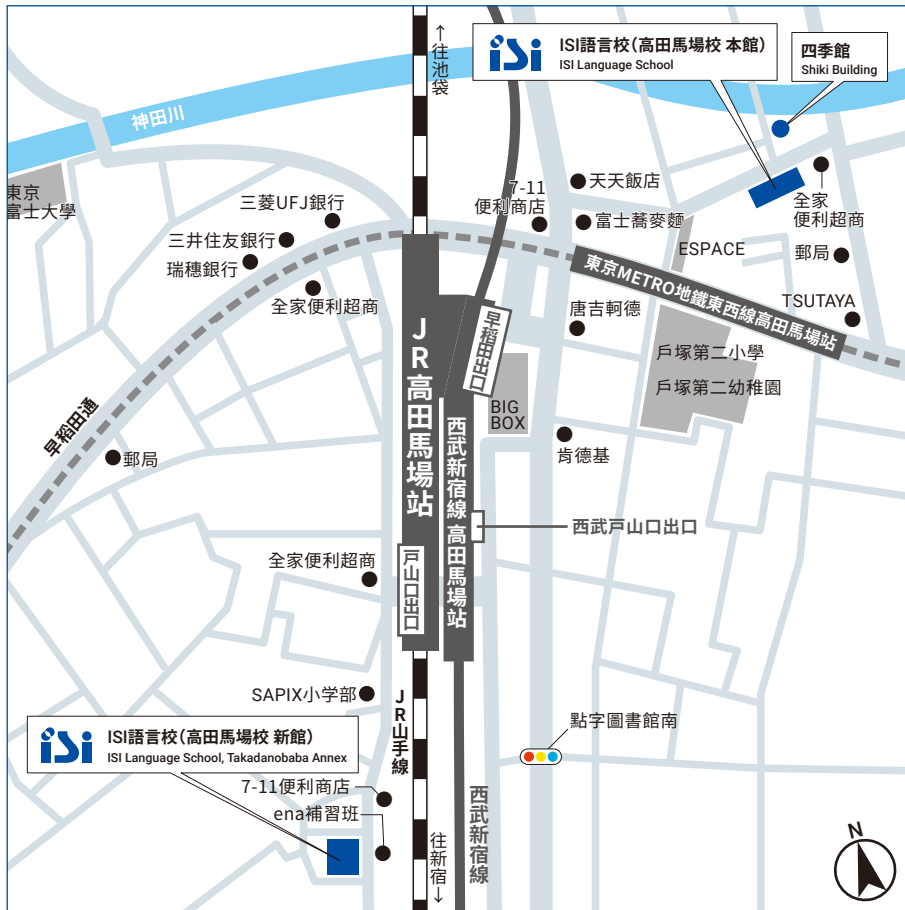 ↑往池袋
ISI
ISI語言校(高田馬場校 本館)
ISI Language School
四季館
Shiki Building
神田川
東京
富士大學
三菱UFJ銀行
三井住友銀行
瑞穗銀行
全家便利超商
7-11
便利商店
天天飯店
富士蕎麥麵
ESPACE
全家
便利超商
郵局
TSUTAYA
東京METRO地鐵東西線高田馬場站
唐吉軻德
戶塚第二小學
戶塚第二幼稚園
早稻田出口
JR高田馬場站
BIG
BOX
肯德基
早稻田通
郵局
西武新宿線 高田馬場站
西武戸山口出口
全家便利超商
戸山口出口
SAPIX小学部
JR山手線
ISI
ISI語言校(高田馬場校 新館)
ISI Language School, Takadanobaba Annex
點字圖書館南
7-11便利商店
ena補習班
往新宿↓
西武新宿線
N